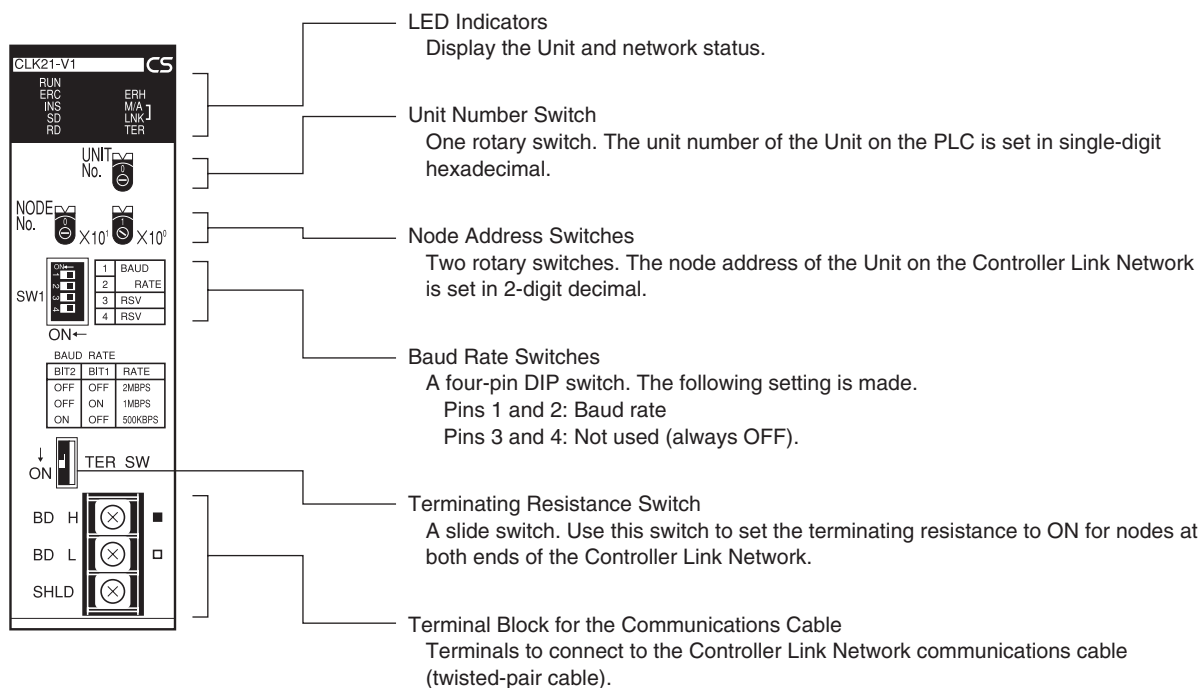 LED Indicators
Display the Unit and network status.
CLK21-V1 CS
RUN
ERC ERH
INS M/A
SD LNK
RD TER
Unit Number Switch
One rotary switch. The unit number of the Unit on the PLC is set in single-digit
hexadecimal.
UNIT
No.
0
NODE
No.
0 X10¹ 1 X10⁰
Node Address Switches
Two rotary switches. The node address of the Unit on the Controller Link Network
is set in 2-digit decimal.
SW1
ON←
1 2 3 4
1 BAUD
2 RATE
3 RSV
4 RSV
ON←
Baud Rate Switches
A four-pin DIP switch. The following setting is made.
Pins 1 and 2: Baud rate
Pins 3 and 4: Not used (always OFF).
BAUD RATE
BIT2 BIT1 RATE
OFF OFF 2MBPS
OFF ON 1MBPS
ON OFF 500KBPS
↓
ON TER SW
Terminating Resistance Switch
A slide switch. Use this switch to set the terminating resistance to ON for nodes at
both ends of the Controller Link Network.
BD H ■
BD L □
SHLD
Terminal Block for the Communications Cable
Terminals to connect to the Controller Link Network communications cable
(twisted-pair cable).